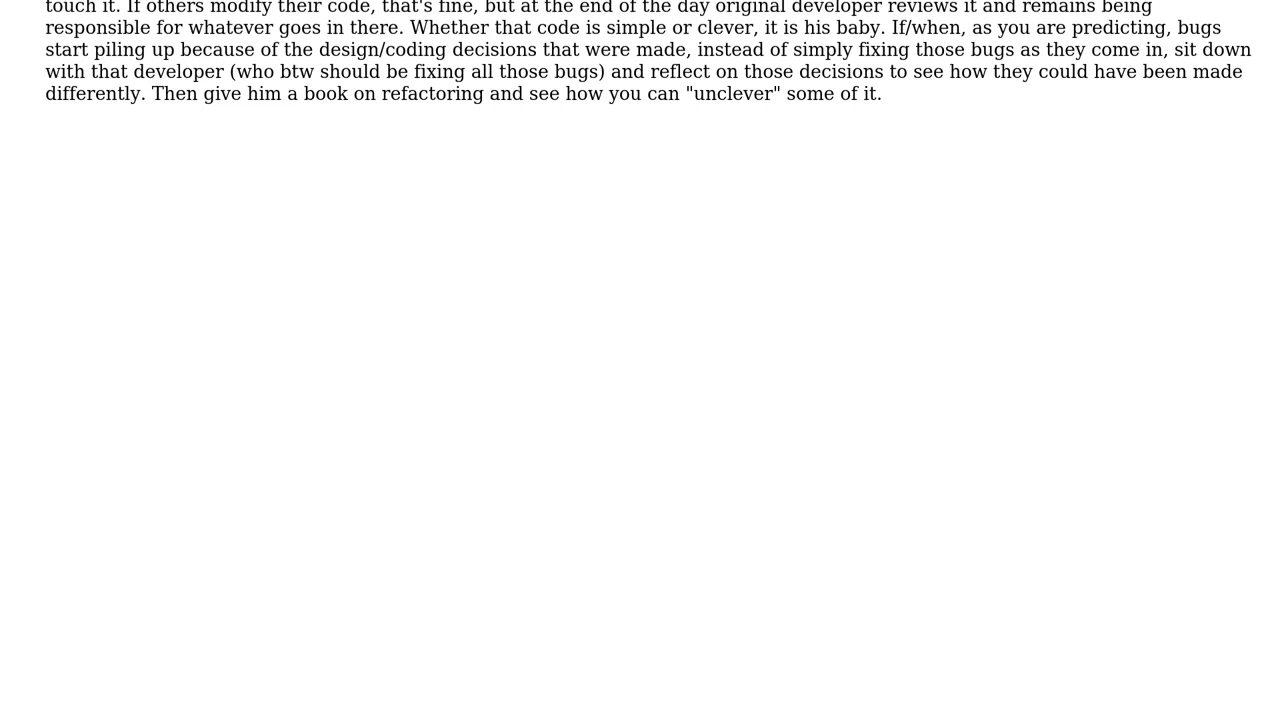 touch it. If others modify their code, that's fine, but at the end of the day original developer reviews it and remains being
responsible for whatever goes in there. Whether that code is simple or clever, it is his baby. If/when, as you are predicting, bugs
start piling up because of the design/coding decisions that were made, instead of simply fixing those bugs as they come in, sit down
with that developer (who btw should be fixing all those bugs) and reflect on those decisions to see how they could have been made
differently. Then give him a book on refactoring and see how you can "unclever" some of it.